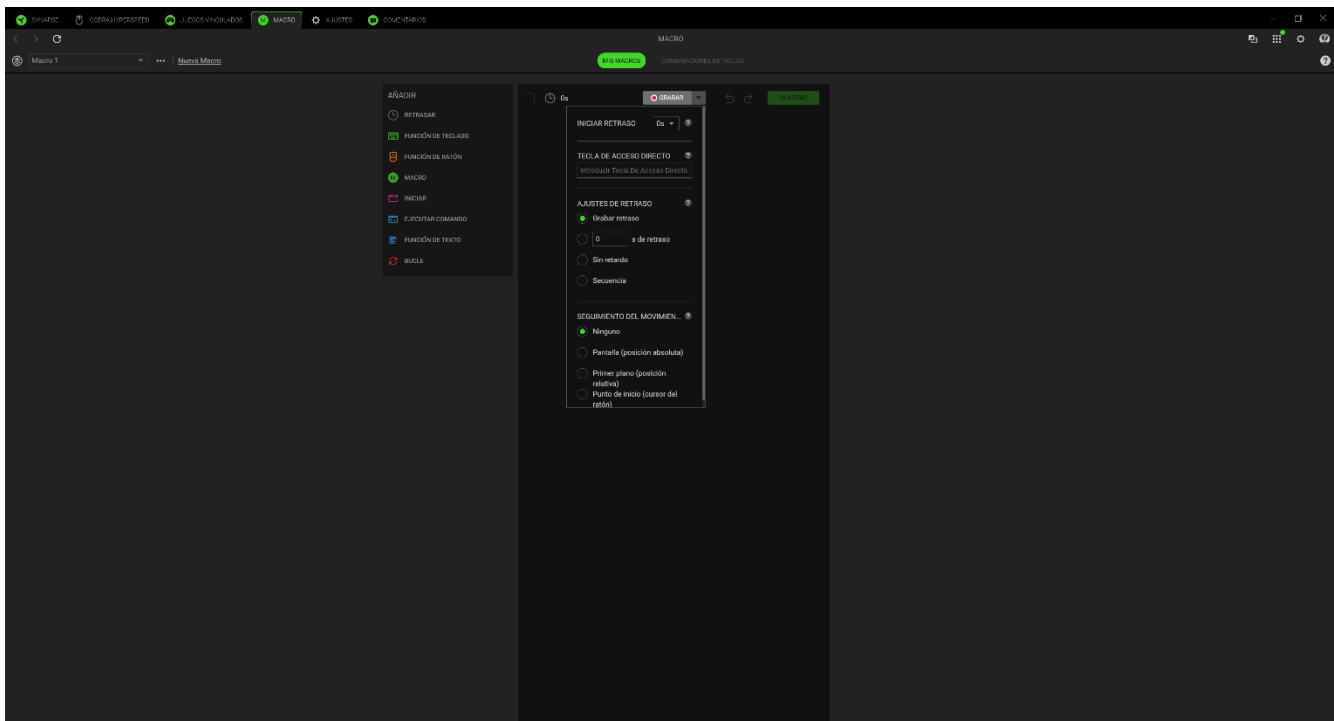 SYNAPSE COBRA HYPERSPEED JUEGOS VINCULADOS MACRO AJUSTES COMENTARIOS
MACRO
Macro 1 Nueva Macro MIS MACROS COMBINACIONES DE TECLAS
AÑADIR
RETRASAR
FUNCIÓN DE TECLADO
FUNCIÓN DE RATÓN
MACRO
INICIAR
EJECUTAR COMANDO
FUNCIÓN DE TEXTO
BUCLE
0s GRABAR GUARDAR
INICIAR RETRASO 0s
TECLA DE ACCESO DIRECTO
Introducir Tecla De Acceso Directo
AJUSTES DE RETRASO
Grabar retraso
0 s de retraso
Sin retardo
Secuencia
SEGUIMIENTO DEL MOVIMIEN...
Ninguno
Pantalla (posición absoluta)
Primer plano (posición
relativa)
Punto de inicio (cursor del
ratón)